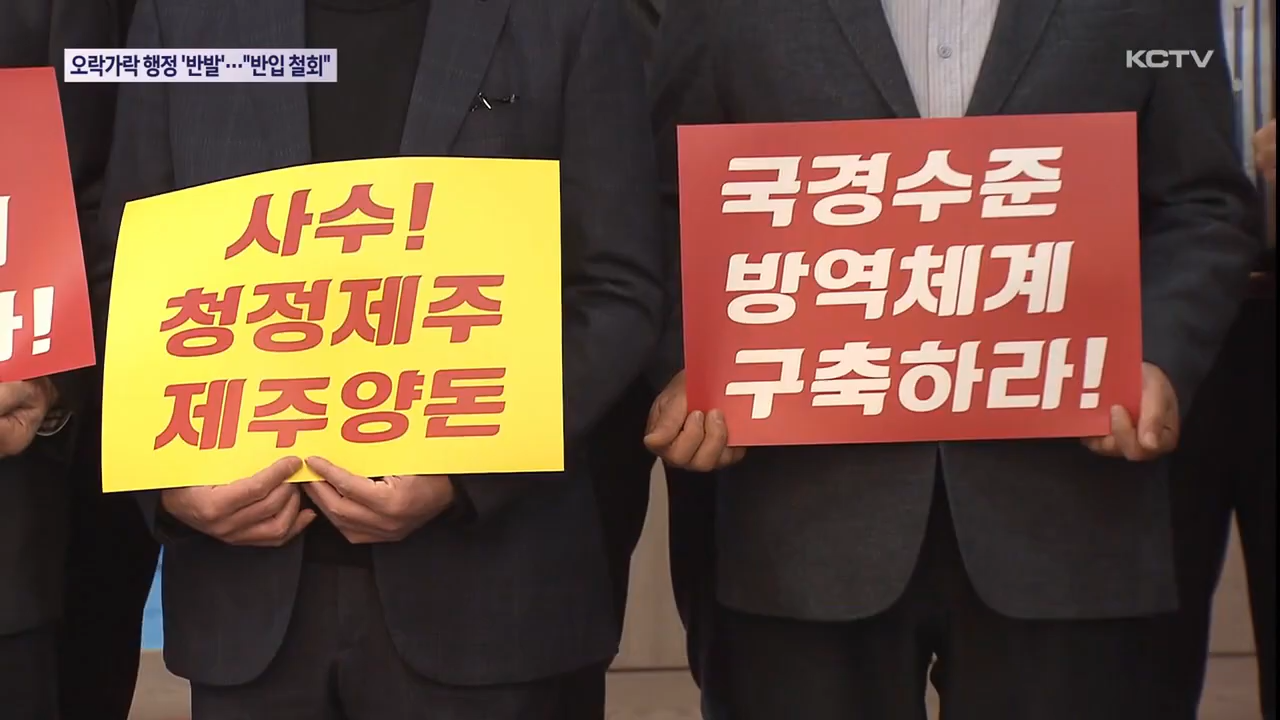 오락가락 행정 '반발'…"반입 철회"
KCTV
사수!
청정제주
제주양돈
국경수준
방역체계
구축하라!